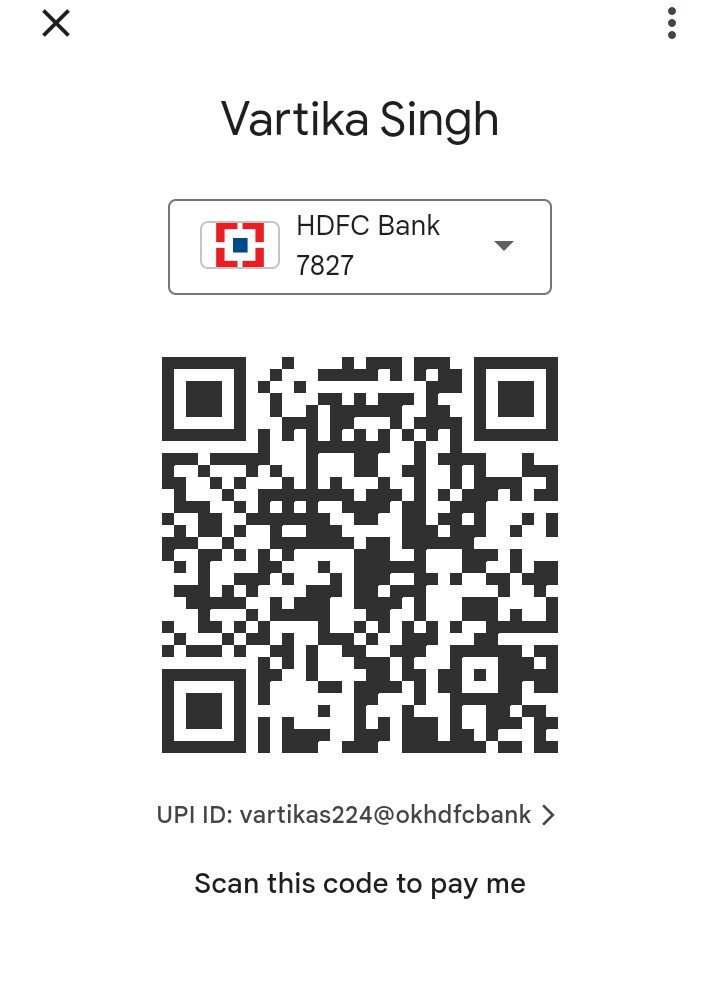 Vartika Singh
HDFC Bank
7827
UPI ID: vartikas224@okhdfcbank
Scan this code to pay me